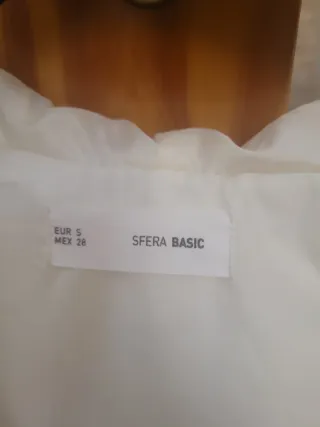 EUR S
MEX 28
SFERA BASIC